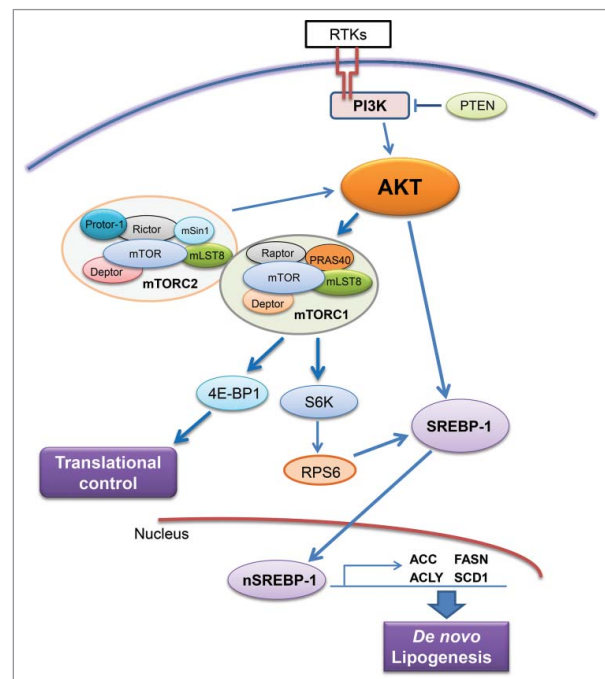 RTKs
PI3K
PTEN
AKT
Protor-1
Rictor
mSin1
mTOR
mLST8
Deptor
mTORC2
Raptor
PRAS40
mTOR
mLST8
Deptor
mTORC1
4E-BP1
S6K
SREBP-1
RPS6
Translational
control
Nucleus
nSREBP-1
ACC FASN
ACLY SCD1
De novo
Lipogenesis